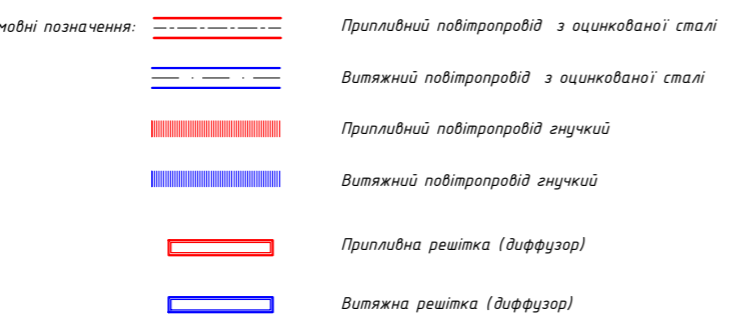 мовні позначення: Припливний повітропровід з оцинкованої сталі
Витяжний повітропровід з оцинкованої сталі
Припливний повітропровід гнучкий
Витяжний повітропровід гнучкий
Припливна решітка (диффузор)
Витяжна решітка (диффузор)